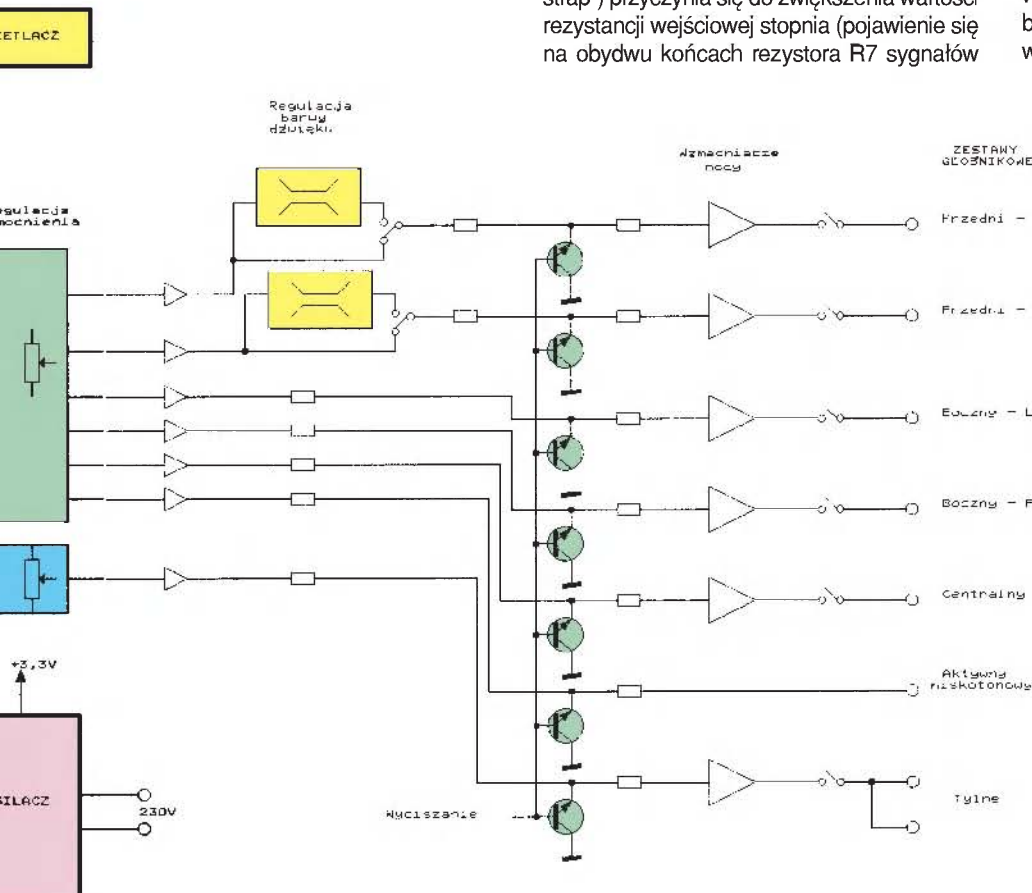 strap") przyczynia się do zwiększenia wartości
rezystancji wejściowej stopnia (pojawienie się
na obydwu końcach rezystora R7 sygnałów
ETLACZ
Regulacja
barwy
dźwięku
Wzmacniacze
mocy
ZESTAWY
GŁOŚNIKOWE
egulacja
mocnienia
Przedni -
Przedni -
Boczny - L
Boczny - P
Centralny
Aktywny
niskotonowy
+3,3V
SILACZ
230V
Wyciszanie
Tylne